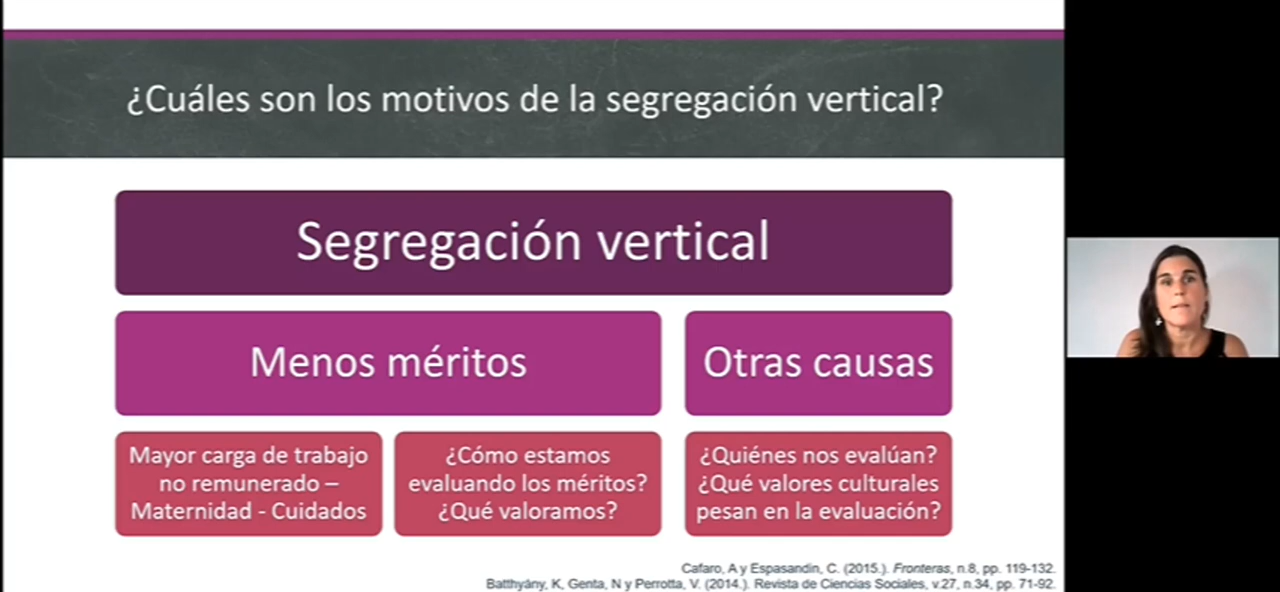 ¿Cuáles son los motivos de la segregación vertical?
Segregación vertical
Menos méritos
Otras causas
Mayor carga de trabajo
no remunerado –
Maternidad - Cuidados
¿Cómo estamos
evaluando los méritos?
¿Qué valoramos?
¿Quiénes nos evalúan?
¿Qué valores culturales
pesan en la evaluación?
Cafaro, A y Espasandín, C. (2015.). Fronteras, n.8, pp. 119-132.
Batthyány, K, Genta, N y Perrotta, V. (2014.). Revista de Ciencias Sociales, v.27, n.34, pp. 71-92.